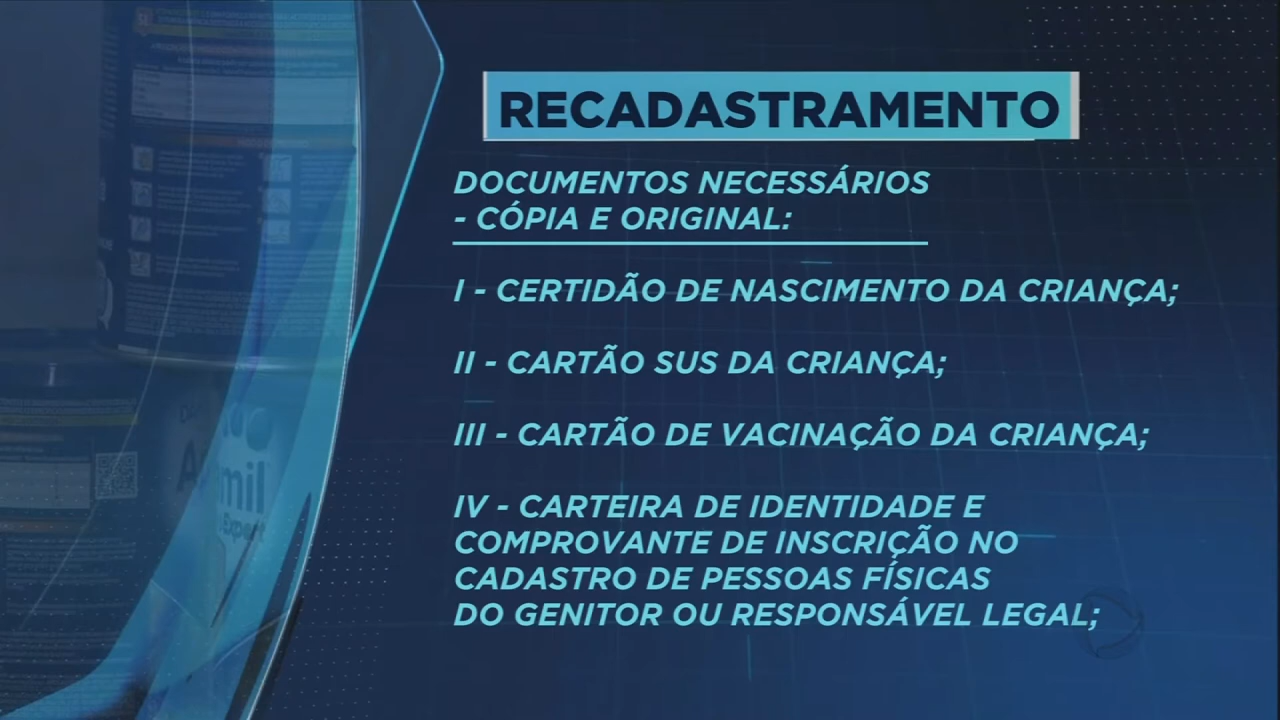 RECADASTRAMENTO
DOCUMENTOS NECESSÁRIOS
- CÓPIA E ORIGINAL:
I - CERTIDÃO DE NASCIMENTO DA CRIANÇA;
II - CARTÃO SUS DA CRIANÇA;
III - CARTÃO DE VACINAÇÃO DA CRIANÇA;
IV - CARTEIRA DE IDENTIDADE E
COMPROVANTE DE INSCRIÇÃO NO
CADASTRO DE PESSOAS FÍSICAS
DO GENITOR OU RESPONSÁVEL LEGAL;